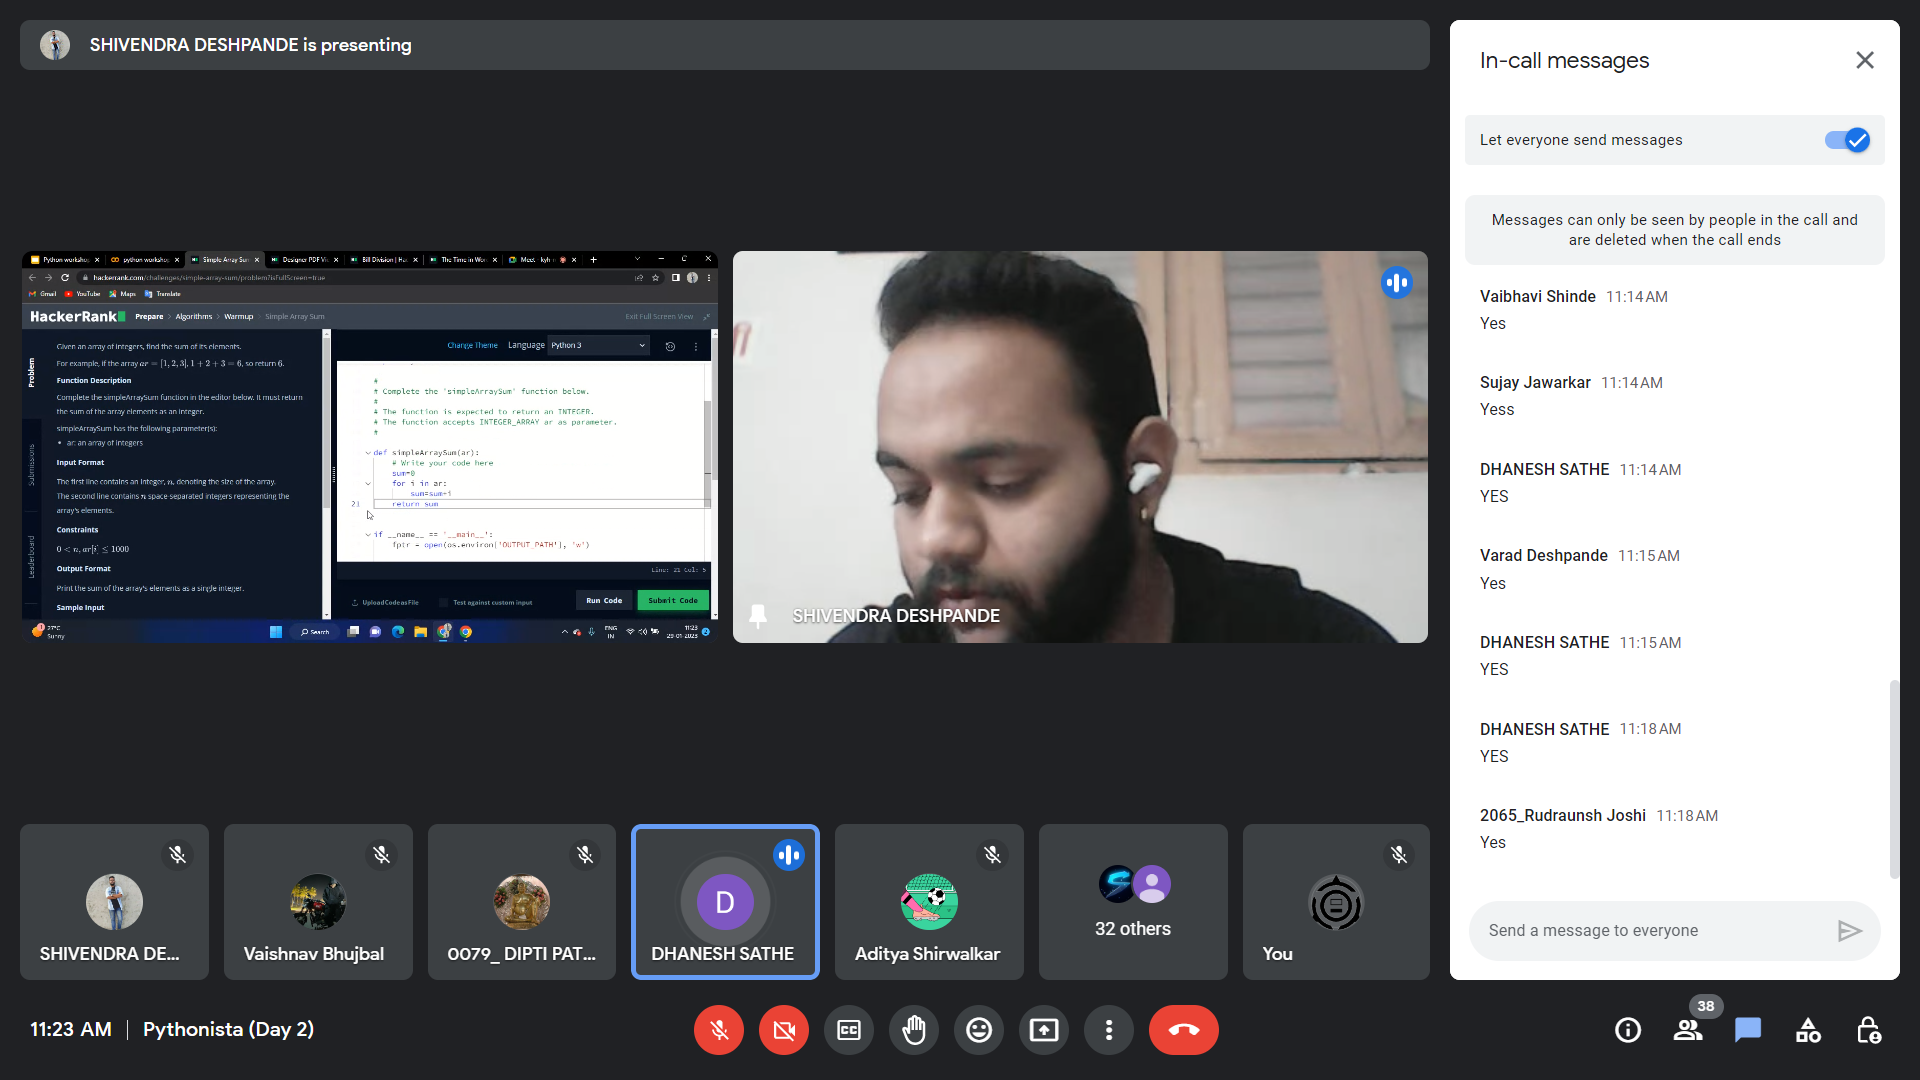 SHIVENDRA DESHPANDE is presenting
Python workshop
python workshop
Simple Array Sum
Designer PDF Vi
Bill Division | Ha
The Time in Wor
Meet - kyh
hackerrank.com/challenges/simple-array-sum/problem?isFullScreen=true
Gmail YouTube Maps Translate
HackerRank Prepare > Algorithms > Warmup > Simple Array Sum
Exit Full Screen View
Problem
Submissions
Leaderboard
Given an array of integers, find the sum of its elements.
For example, if the array ar = [1, 2, 3], 1 + 2 + 3 = 6, so return 6.
Function Description
Complete the simpleArraySum function in the editor below. It must return
the sum of the array elements as an integer.
simpleArraySum has the following parameter(s):
• ar: an array of integers
Input Format
The first line contains an integer, n, denoting the size of the array.
The second line contains n space-separated integers representing the
array's elements.
Constraints
0 < n, ar[i] ≤ 1000
Output Format
Print the sum of the array's elements as a single integer.
Sample Input
Change Theme Language Python 3
#
# Complete the 'simpleArraySum' function below.
#
# The function is expected to return an INTEGER.
# The function accepts INTEGER_ARRAY ar as parameter.
#
def simpleArraySum(ar):
# Write your code here
sum=0
for i in ar:
sum=sum+i
21 return sum
if __name__ == '__main__':
fptr = open(os.environ['OUTPUT_PATH'], 'w')
Line: 21 Col: 5
Upload Code as File
Test against custom input
Run Code
Submit Code
27°C
Sunny
Search
ENG
IN
11:23
29-01-2023
2
SHIVENDRA DESHPANDE
SHIVENDRA DE...
Vaishnav Bhujbal
0079_ DIPTI PAT...
D
DHANESH SATHE
Aditya Shirwalkar
32 others
You
11:23 AM | Pythonista (Day 2)
CC
38
In-call messages
Let everyone send messages
Messages can only be seen by people in the call and
are deleted when the call ends
Vaibhavi Shinde 11:14 AM
Yes
Sujay Jawarkar 11:14 AM
Yess
DHANESH SATHE 11:14 AM
YES
Varad Deshpande 11:15 AM
Yes
DHANESH SATHE 11:15 AM
YES
DHANESH SATHE 11:18 AM
YES
2065_Rudraunsh Joshi 11:18 AM
Yes
Send a message to everyone